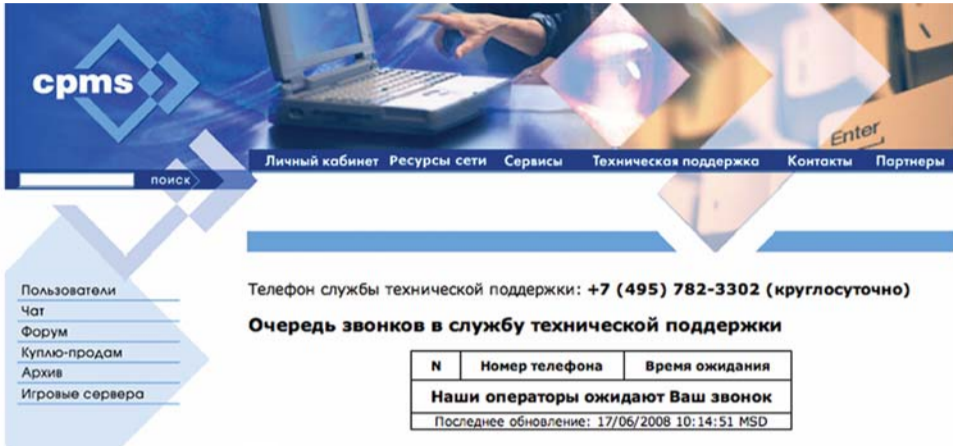 cpms
Enter
Личный кабинет Ресурсы сети Сервисы Техническая поддержка Контакты Партнеры
поиск
Пользователи
Чат
Форум
Куплю-продам
Архив
Игровые сервера
Телефон службы технической поддержки: +7 (495) 782-3302 (круглосуточно)
Очередь звонков в службу технической поддержки
N Номер телефона Время ожидания
Наши операторы ожидают Ваш звонок
Последнее обновление: 17/06/2008 10:14:51 MSD